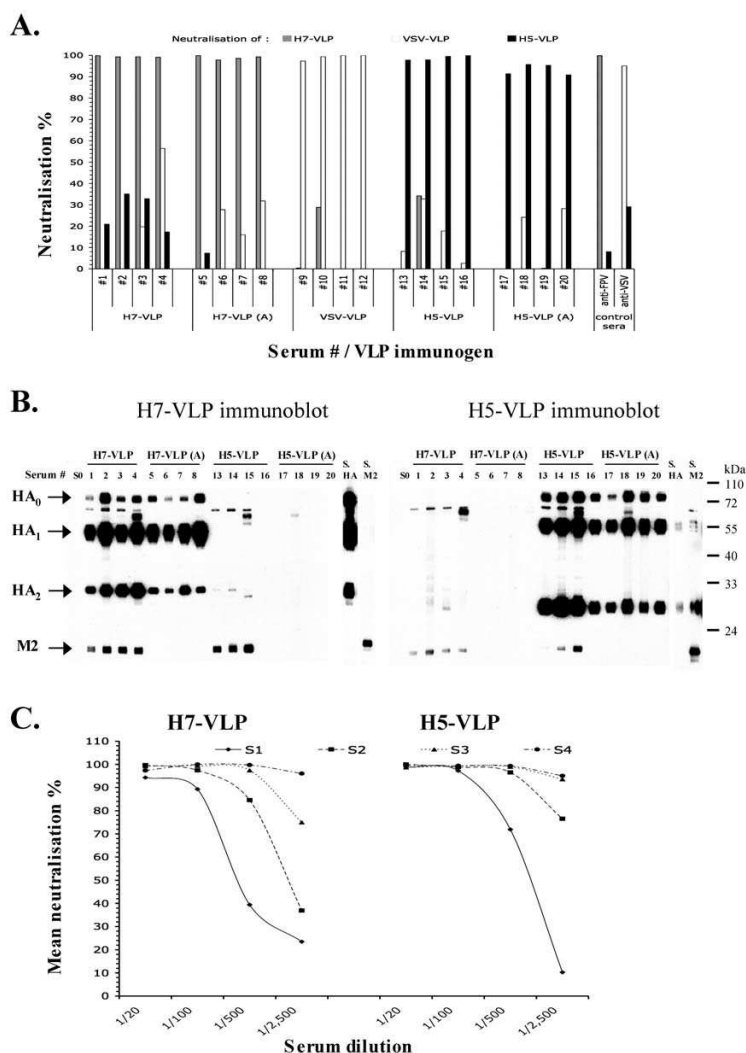 A.
Neutralisation of : H7-VLP VSV-VLP H5-VLP
Neutralisation %
100
90
80
70
60
50
40
30
20
10
0
#1 #2 #3 #4 #5 #6 #7 #8 #9 #10 #11 #12 #13 #14 #15 #16 #17 #18 #19 #20 anti-FPV anti-VSV
H7-VLP H7-VLP (A) VSV-VLP H5-VLP H5-VLP (A) control sera
Serum # / VLP immunogen
B.
H7-VLP immunoblot H5-VLP immunoblot
H7-VLP H7-VLP (A) H5-VLP H5-VLP (A) S. HA S. M2 H7-VLP H7-VLP (A) H5-VLP H5-VLP (A) S. HA S. M2 kDa
Serum # S0 1 2 3 4 5 6 7 8 13 14 15 16 17 18 19 20 S0 1 2 3 4 5 6 7 8 13 14 15 16 17 18 19 20
HA0
HA1
HA2
M2
110
72
55
40
33
24
C.
H7-VLP H5-VLP
S1 S2 S3 S4
Mean neutralisation %
110
100
90
80
70
60
50
40
30
20
10
0
1/20 1/100 1/500 1/2,500 1/20 1/100 1/500 1/2,500
Serum dilution